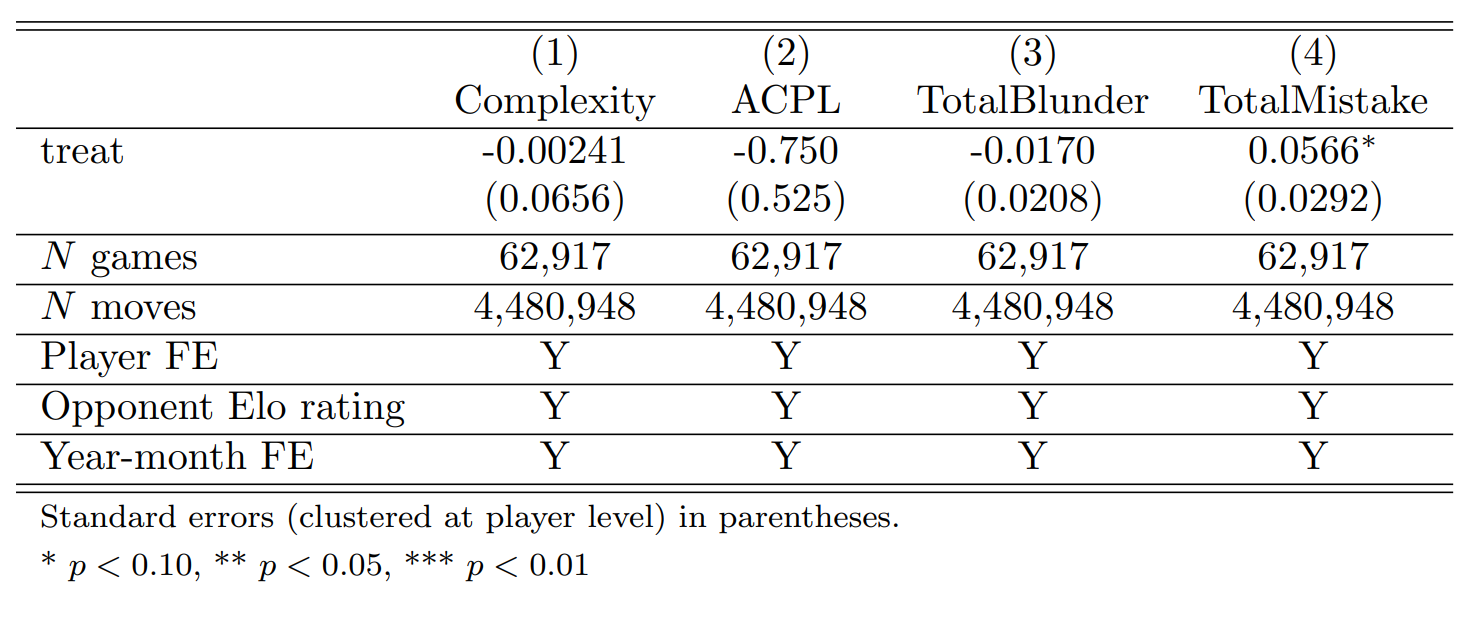 (1) (2) (3) (4)
Complexity ACPL TotalBlunder TotalMistake
treat -0.00241 -0.750 -0.0170 0.0566*
(0.0656) (0.525) (0.0208) (0.0292)
N games 62,917 62,917 62,917 62,917
N moves 4,480,948 4,480,948 4,480,948 4,480,948
Player FE Y Y Y Y
Opponent Elo rating Y Y Y Y
Year-month FE Y Y Y Y
Standard errors (clustered at player level) in parentheses.
* p < 0.10, ** p < 0.05, *** p < 0.01